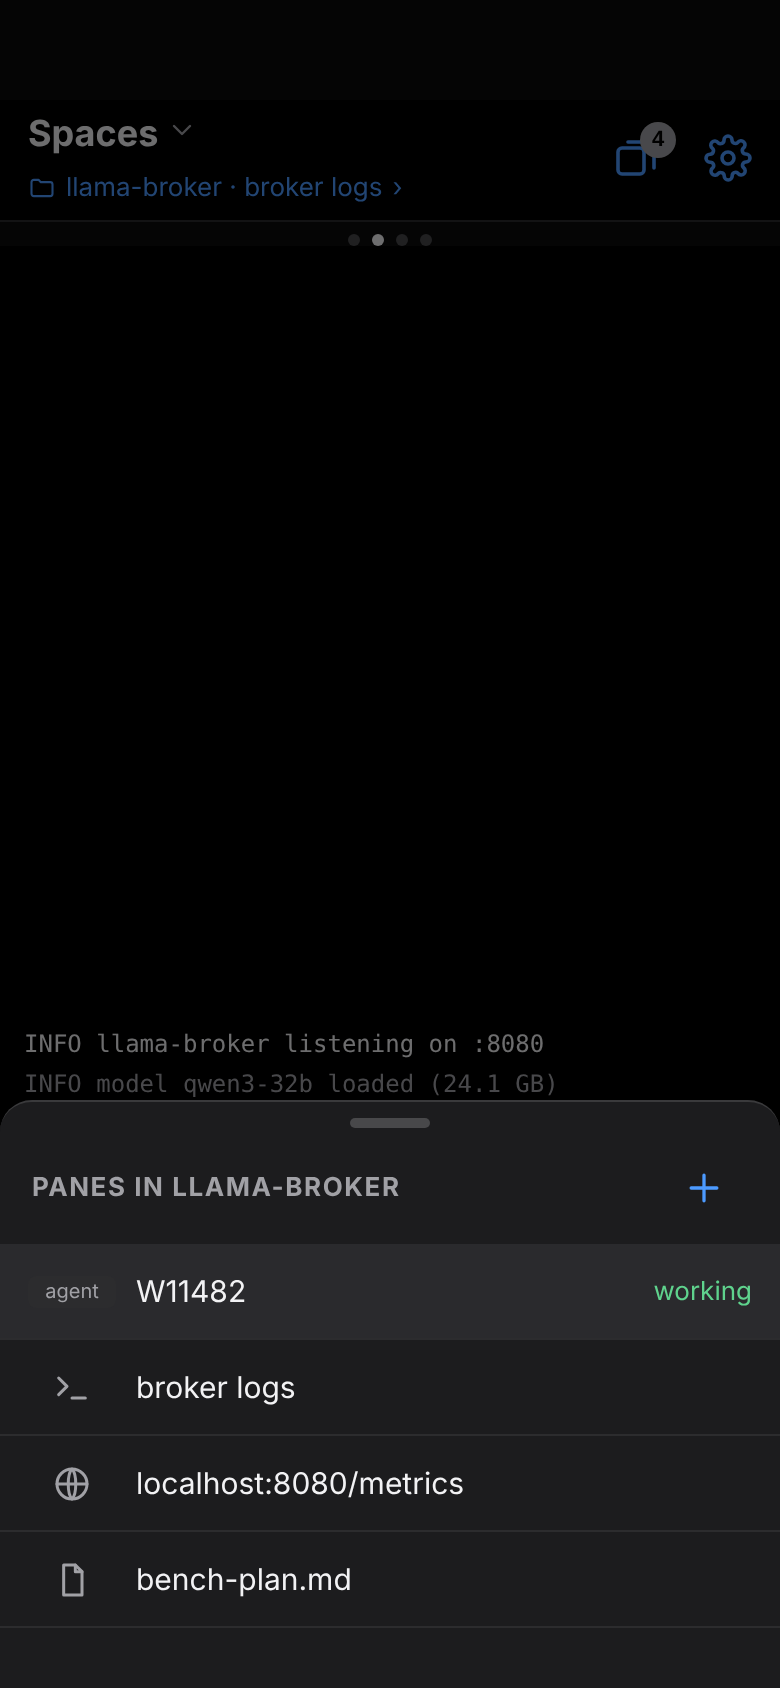 Spaces
4
llama-broker · broker logs ›
INFO llama-broker listening on :8080
INFO model qwen3-32b loaded (24.1 GB)
PANES IN LLAMA-BROKER
agent W11482 working
broker logs
localhost:8080/metrics
bench-plan.md